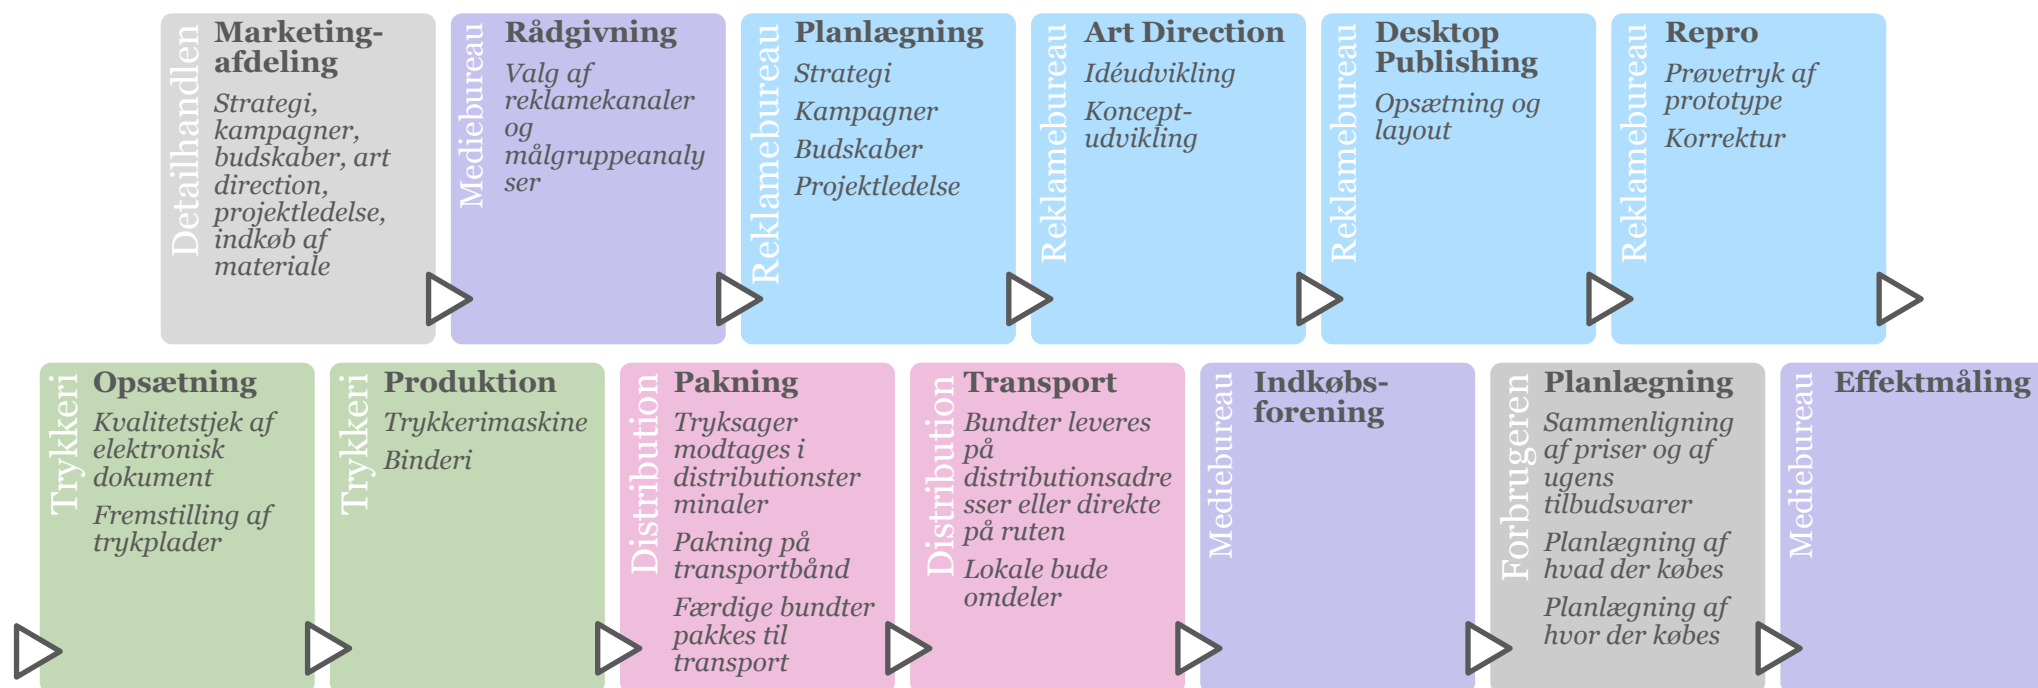 Detailhandlen
Marketing-
afdeling
Strategi,
kampagner,
budskaber, art
direction,
projektledelse,
indkøb af
materiale
Mediebureau
Rådgivning
Valg af
reklamekanaler
og
målgruppeanaly
ser
Reklamebureau
Planlægning
Strategi
Kampagner
Budskaber
Projektledelse
Reklamebureau
Art Direction
Idéudvikling
Koncept-
udvikling
Reklamebureau
Desktop
Publishing
Opsætning og
layout
Reklamebureau
Repro
Prøvetryk af
prototype
Korrektur
Trykkeri
Opsætning
Kvalitetstjek af
elektronisk
dokument
Fremstilling af
trykplader
Trykkeri
Produktion
Trykkerimaskine
Binderi
Distribution
Pakning
Tryksager
modtages i
distributionster
minaler
Pakning på
transportbånd
Færdige bundter
pakkes til
transport
Distribution
Transport
Bundter leveres
på
distributionsadre
sser eller direkte
på ruten
Lokale bude
omdeler
Mediebureau
Indkøbs-
forening
Forbrugeren
Planlægning
Sammenligning
af priser og af
ugens
tilbudsvarer
Planlægning af
hvad der købes
Planlægning af
hvor der købes
Mediebureau
Effektmåling